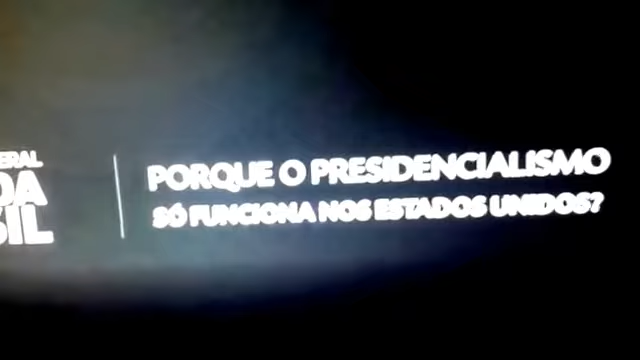 ERAL
DA
SIL
PORQUE O PRESIDENCIALISMO
SÓ FUNCIONA NOS ESTADOS UNIDOS?